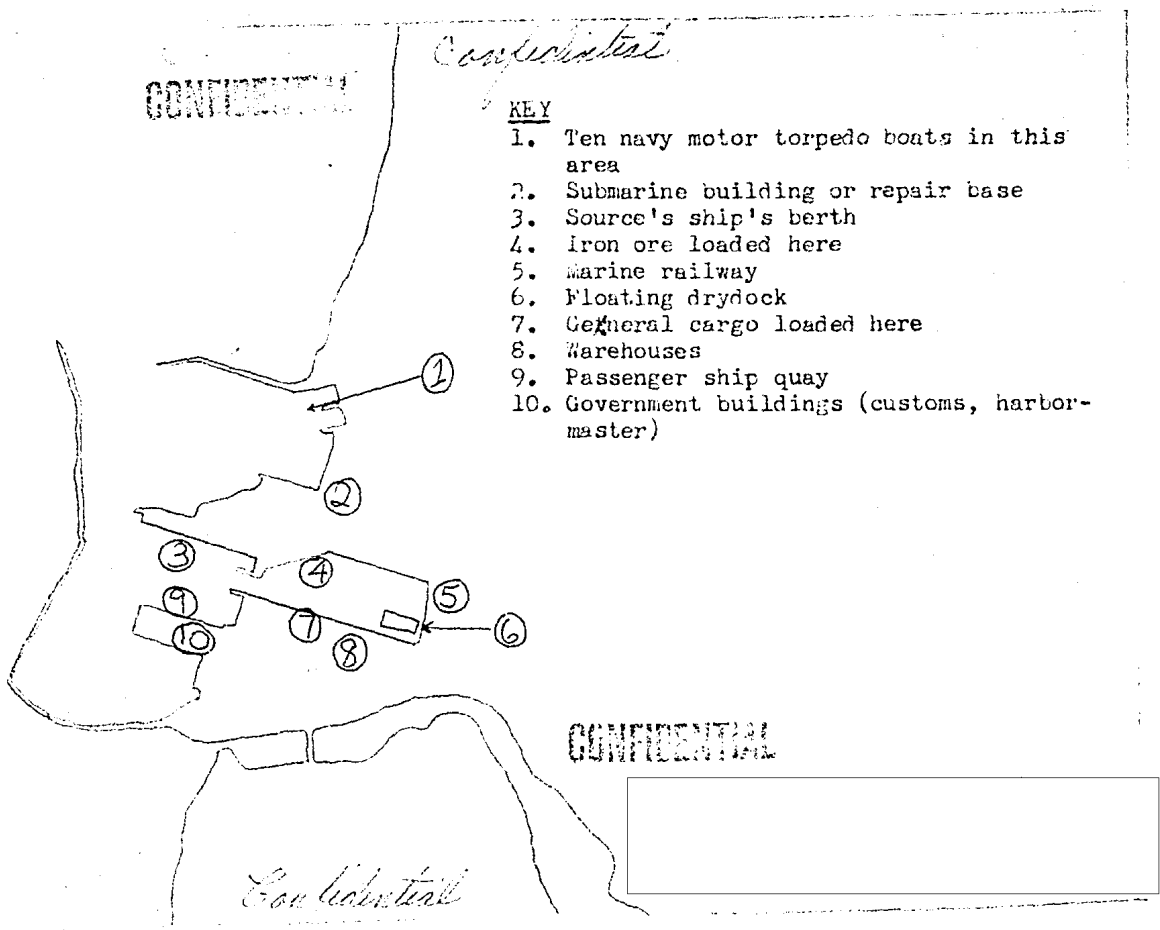 Confidential
CONFIDENTIAL
KEY
1. Ten navy motor torpedo boats in this
area
2. Submarine building or repair base
3. Source's ship's berth
4. Iron ore loaded here
5. Marine railway
6. Floating drydock
7. General cargo loaded here
8. Warehouses
9. Passenger ship quay
10. Government buildings (customs, harbor-
master)
1
2
3
4
5
9
7
6
10
8
CONFIDENTIAL
Confidential